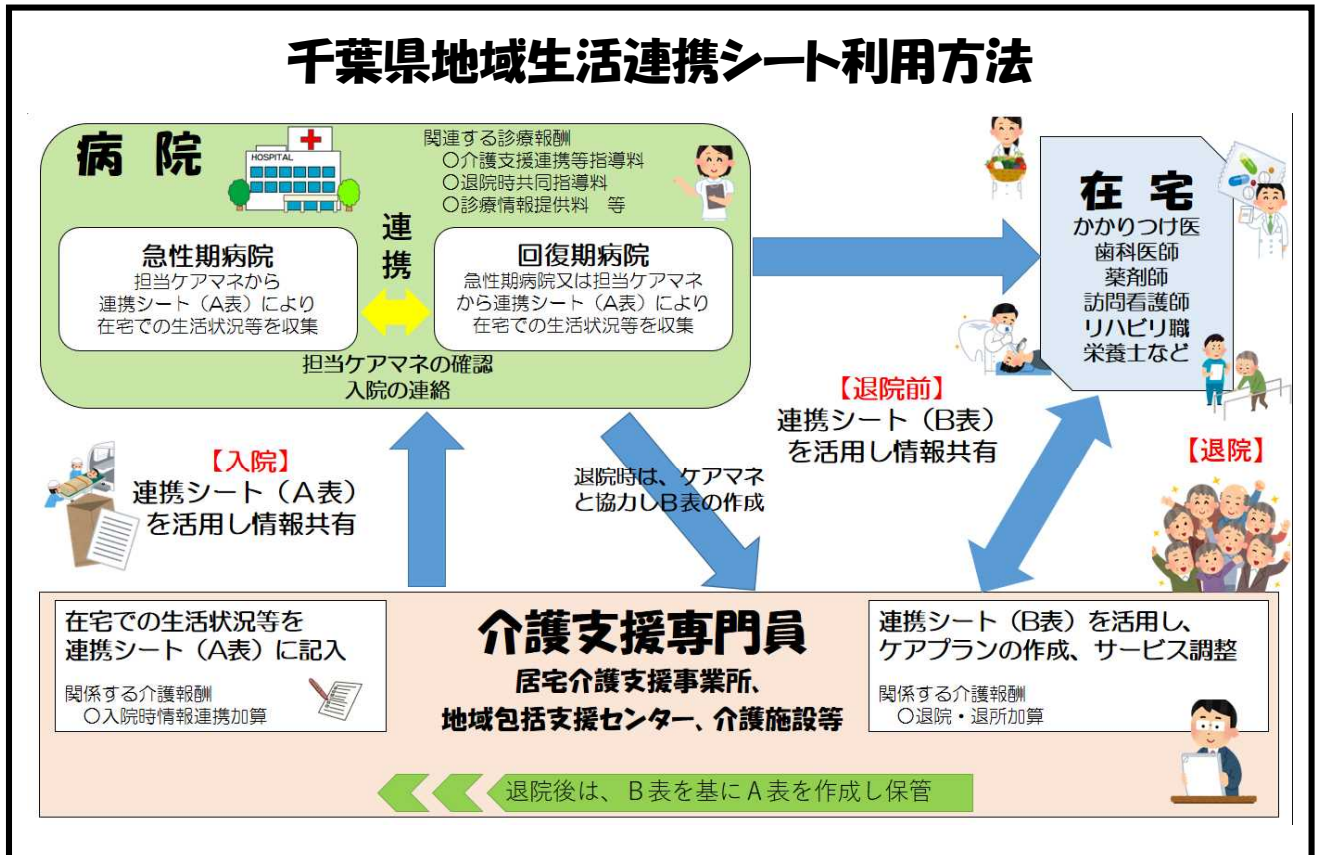 千葉県地域生活連携シート利用方法
病 院
HOSPITAL
関連する診療報酬
○介護支援連携等指導料
○退院時共同指導料
○診療情報提供料 等
急性期病院
担当ケアマネから
連携シート（A表）により
在宅での生活状況等を収集
連
携
回復期病院
急性期病院又は担当ケアマネ
から連携シート（A表）により
在宅での生活状況等を収集
担当ケアマネの確認
入院の連絡
在 宅
かかりつけ医
歯科医師
薬剤師
訪問看護師
リハビリ職
栄養士など
【入院】
連携シート（A表）
を活用し情報共有
退院時は、ケアマネ
と協力しB表の作成
【退院前】
連携シート（B表）
を活用し情報共有
【退院】
在宅での生活状況等を
連携シート（A表）に記入
関係する介護報酬
○入院時情報連携加算
介護支援専門員
居宅介護支援事業所、
地域包括支援センター、介護施設等
連携シート（B表）を活用し、
ケアプランの作成、サービス調整
関係する介護報酬
○退院・退所加算
退院後は、B表を基にA表を作成し保管